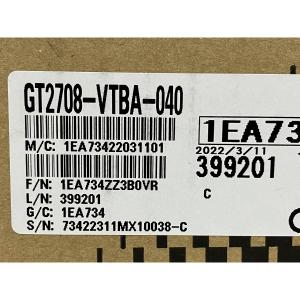 GT2708-VTBA-040
M/C: 1EA73422031101
1EA73
2022/3/11
399201
C
F/N: 1EA734ZZ3B0VR
L/N: 399201
G/C: 1EA734
S/N: 73422311MX10038-C